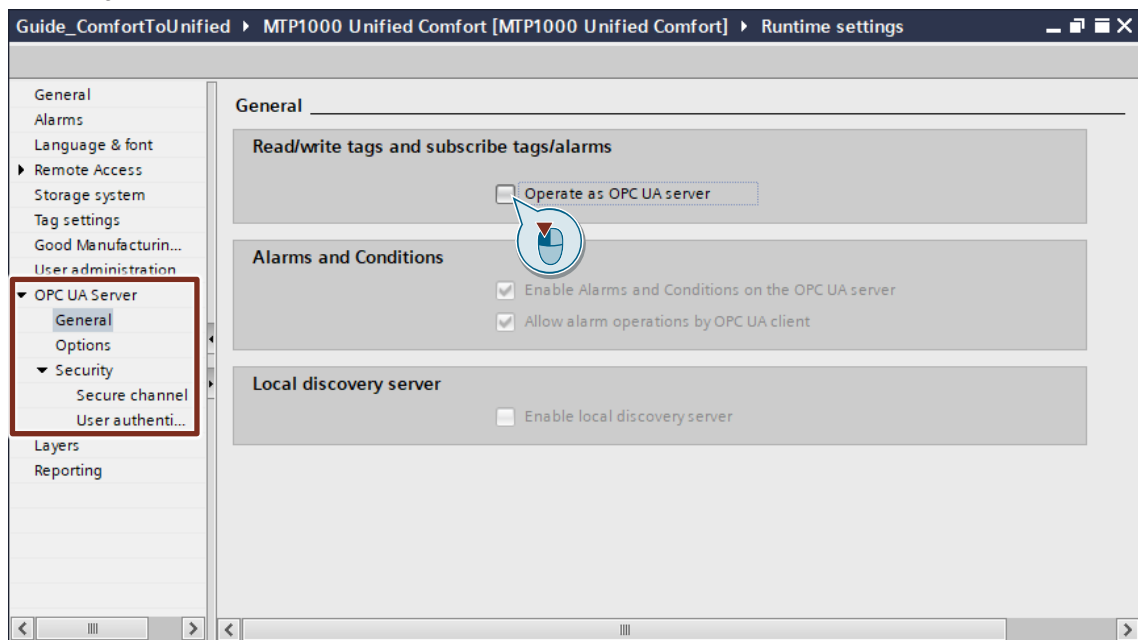 Guide_ComfortToUnified ▸ MTP1000 Unified Comfort [MTP1000 Unified Comfort] ▸ Runtime settings
General
Alarms
Language & font
Remote Access
Storage system
Tag settings
Good Manufacturin...
User administration
OPC UA Server
General
Options
Security
Secure channel
User authenti...
Layers
Reporting
General
Read/write tags and subscribe tags/alarms
Operate as OPC UA server
Alarms and Conditions
Enable Alarms and Conditions on the OPC UA server
Allow alarm operations by OPC UA client
Local discovery server
Enable local discovery server